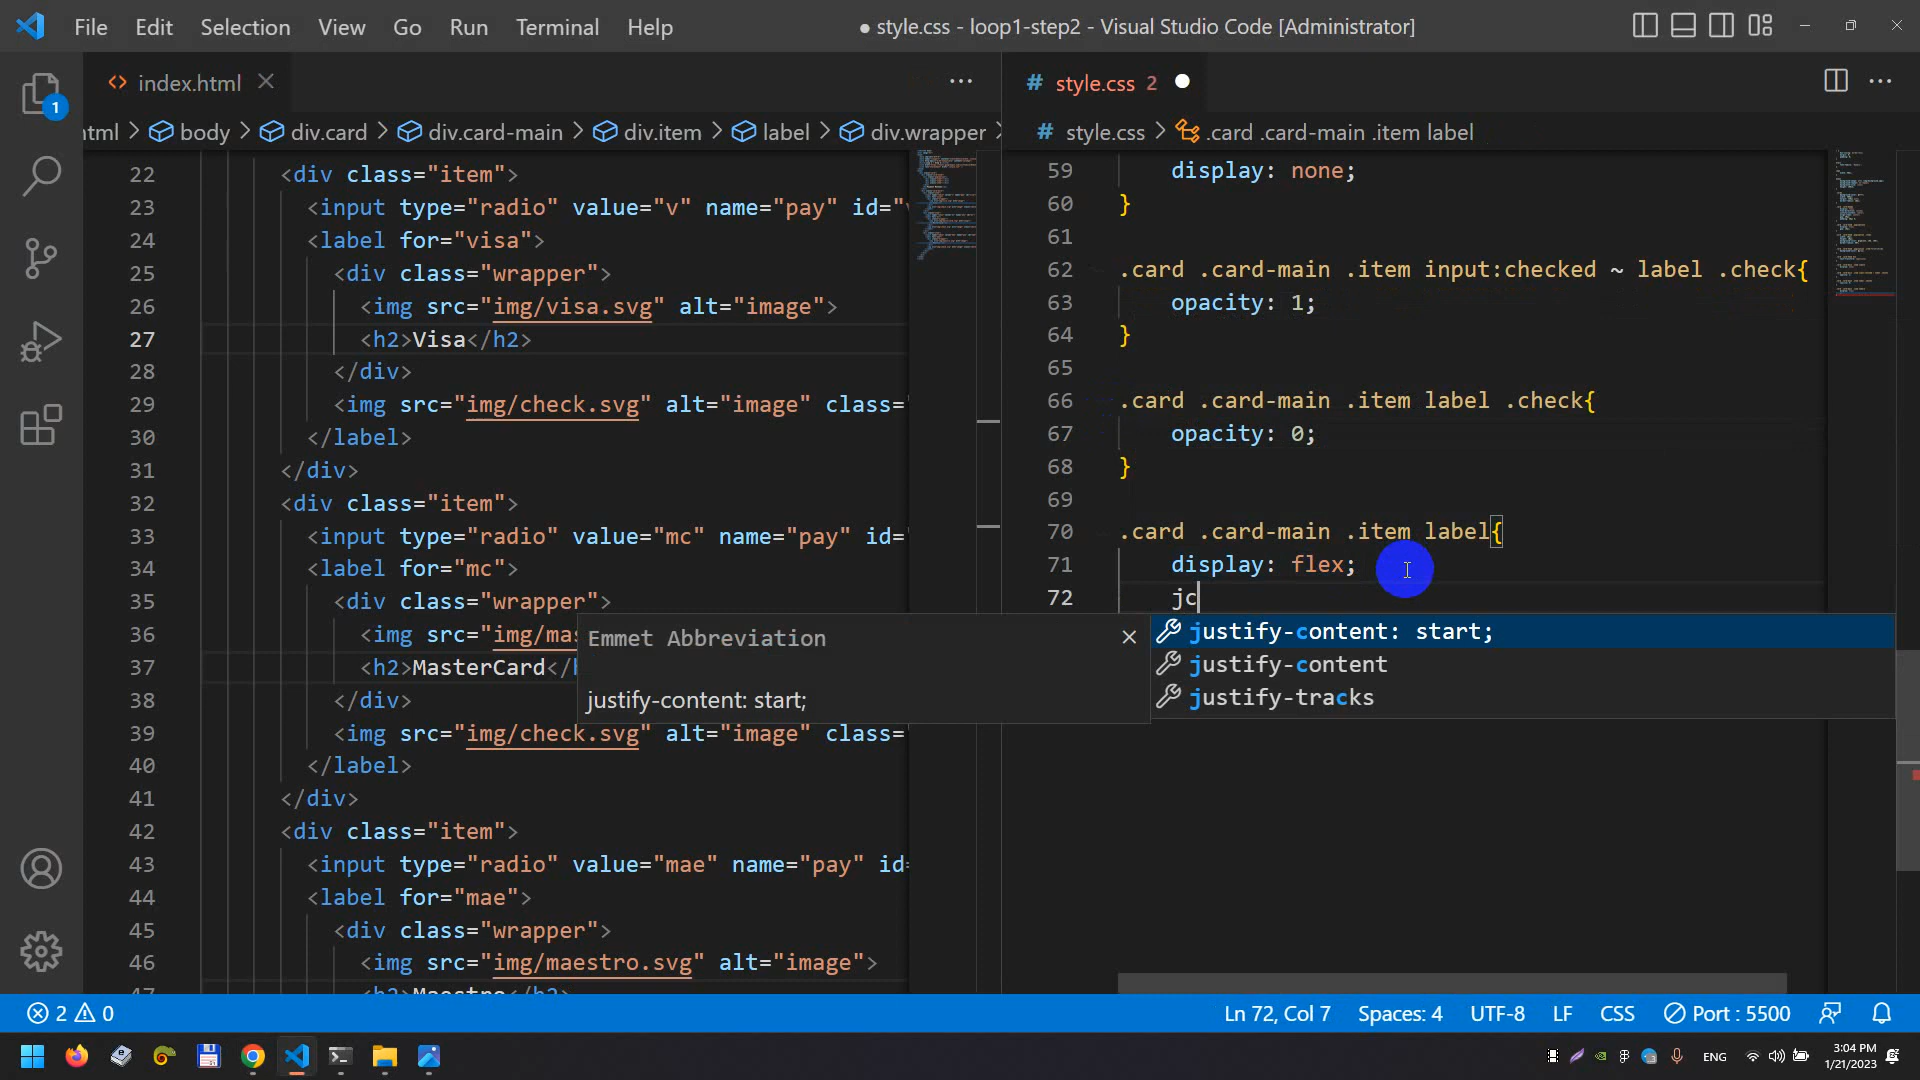 File Edit Selection View Go Run Terminal Help
● style.css - loop1-step2 - Visual Studio Code [Administrator]
1
<> index.html
···
# style.css 2
···
html > body > div.card > div.card-main > div.item > label > div.wrapper >
# style.css > .card .card-main .item label
22 <div class="item">
23 <input type="radio" value="v" name="pay" id="
24 <label for="visa">
25 <div class="wrapper">
26 <img src="img/visa.svg" alt="image">
27 <h2>Visa</h2>
28 </div>
29 <img src="img/check.svg" alt="image" class=
30 </label>
31 </div>
32 <div class="item">
33 <input type="radio" value="mc" name="pay" id=
34 <label for="mc">
35 <div class="wrapper">
36 <img src="img/mas
37 <h2>MasterCard</h
38 </div>
39 <img src="img/check.svg" alt="image" class=
40 </label>
41 </div>
42 <div class="item">
43 <input type="radio" value="mae" name="pay" id=
44 <label for="mae">
45 <div class="wrapper">
46 <img src="img/maestro.svg" alt="image">
47 <h2>Maestro</h2>
59 display: none;
60 }
61
62 .card .card-main .item input:checked ~ label .check{
63 opacity: 1;
64 }
65
66 .card .card-main .item label .check{
67 opacity: 0;
68 }
69
70 .card .card-main .item label{
71 display: flex;
72 jc
Emmet Abbreviation
justify-content: start;
justify-content: start;
justify-content
justify-tracks
2 0
Ln 72, Col 7 Spaces: 4 UTF-8 LF CSS Port : 5500
ENG
3:04 PM
1/21/2023